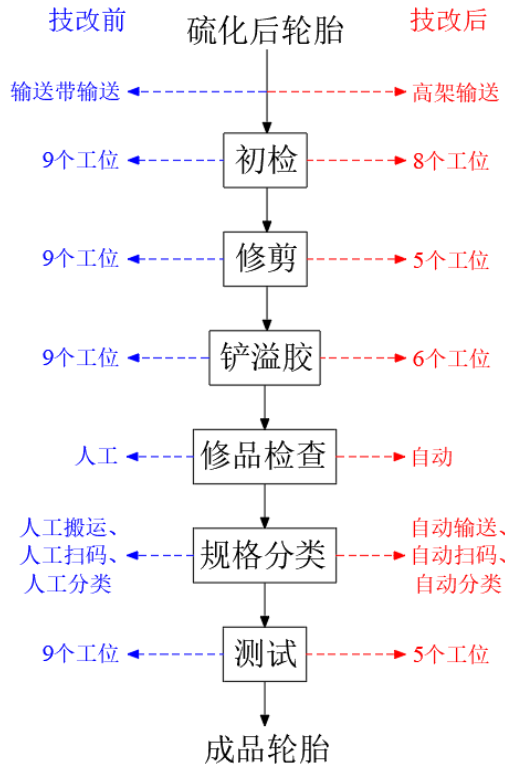 技改前
硫化后轮胎
技改后
输送带输送
高架输送
9个工位
初检
8个工位
9个工位
修剪
5个工位
9个工位
铲溢胶
6个工位
人工
修品检查
自动
人工搬运、
人工扫码、
人工分类
规格分类
自动输送、
自动扫码、
自动分类
9个工位
测试
5个工位
成品轮胎